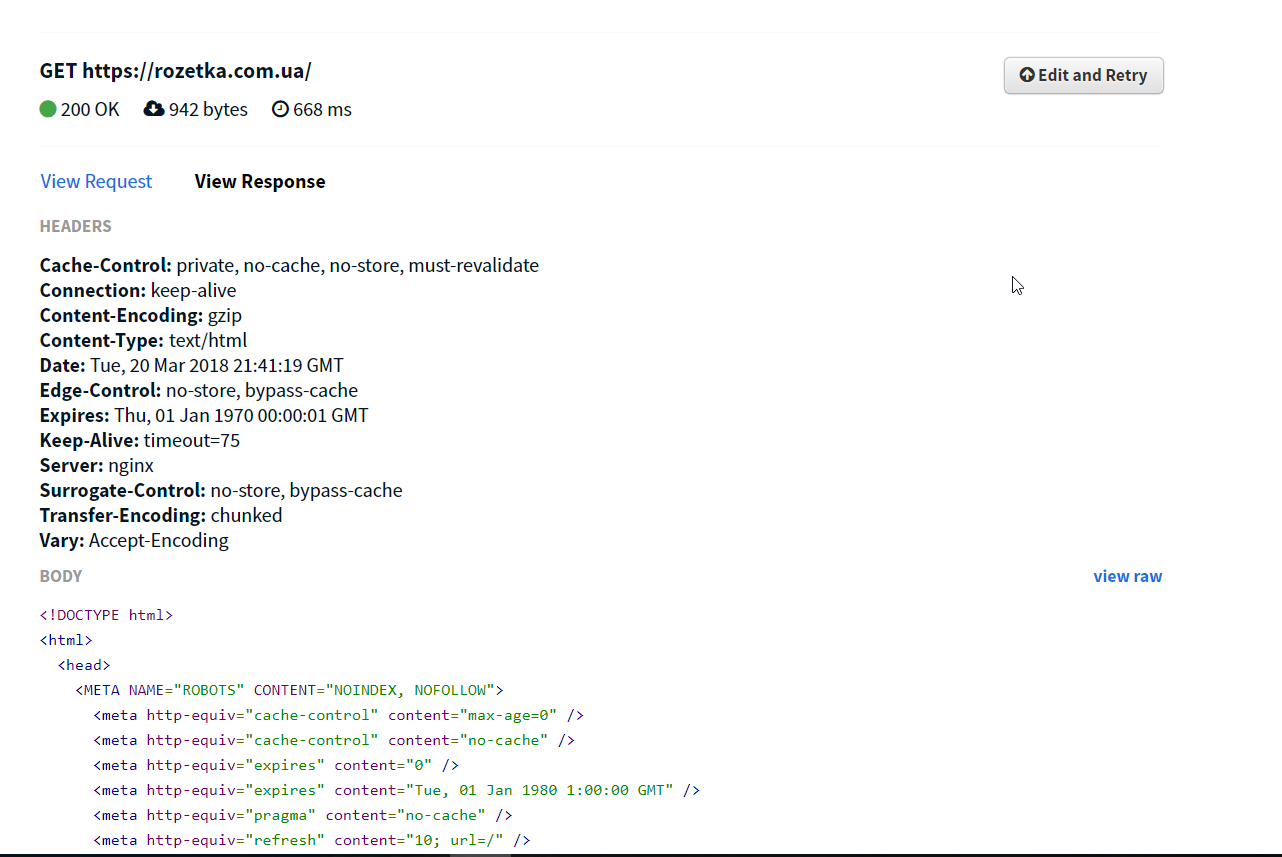 GET https://rozetka.com.ua/
Edit and Retry
200 OK 942 bytes 668 ms
View Request View Response
HEADERS
Cache-Control: private, no-cache, no-store, must-revalidate
Connection: keep-alive
Content-Encoding: gzip
Content-Type: text/html
Date: Tue, 20 Mar 2018 21:41:19 GMT
Edge-Control: no-store, bypass-cache
Expires: Thu, 01 Jan 1970 00:00:01 GMT
Keep-Alive: timeout=75
Server: nginx
Surrogate-Control: no-store, bypass-cache
Transfer-Encoding: chunked
Vary: Accept-Encoding
BODY view raw
<!DOCTYPE html>
<html>
<head>
<META NAME="ROBOTS" CONTENT="NOINDEX, NOFOLLOW">
<meta http-equiv="cache-control" content="max-age=0" />
<meta http-equiv="cache-control" content="no-cache" />
<meta http-equiv="expires" content="0" />
<meta http-equiv="expires" content="Tue, 01 Jan 1980 1:00:00 GMT" />
<meta http-equiv="pragma" content="no-cache" />
<meta http-equiv="refresh" content="10; url=/" />